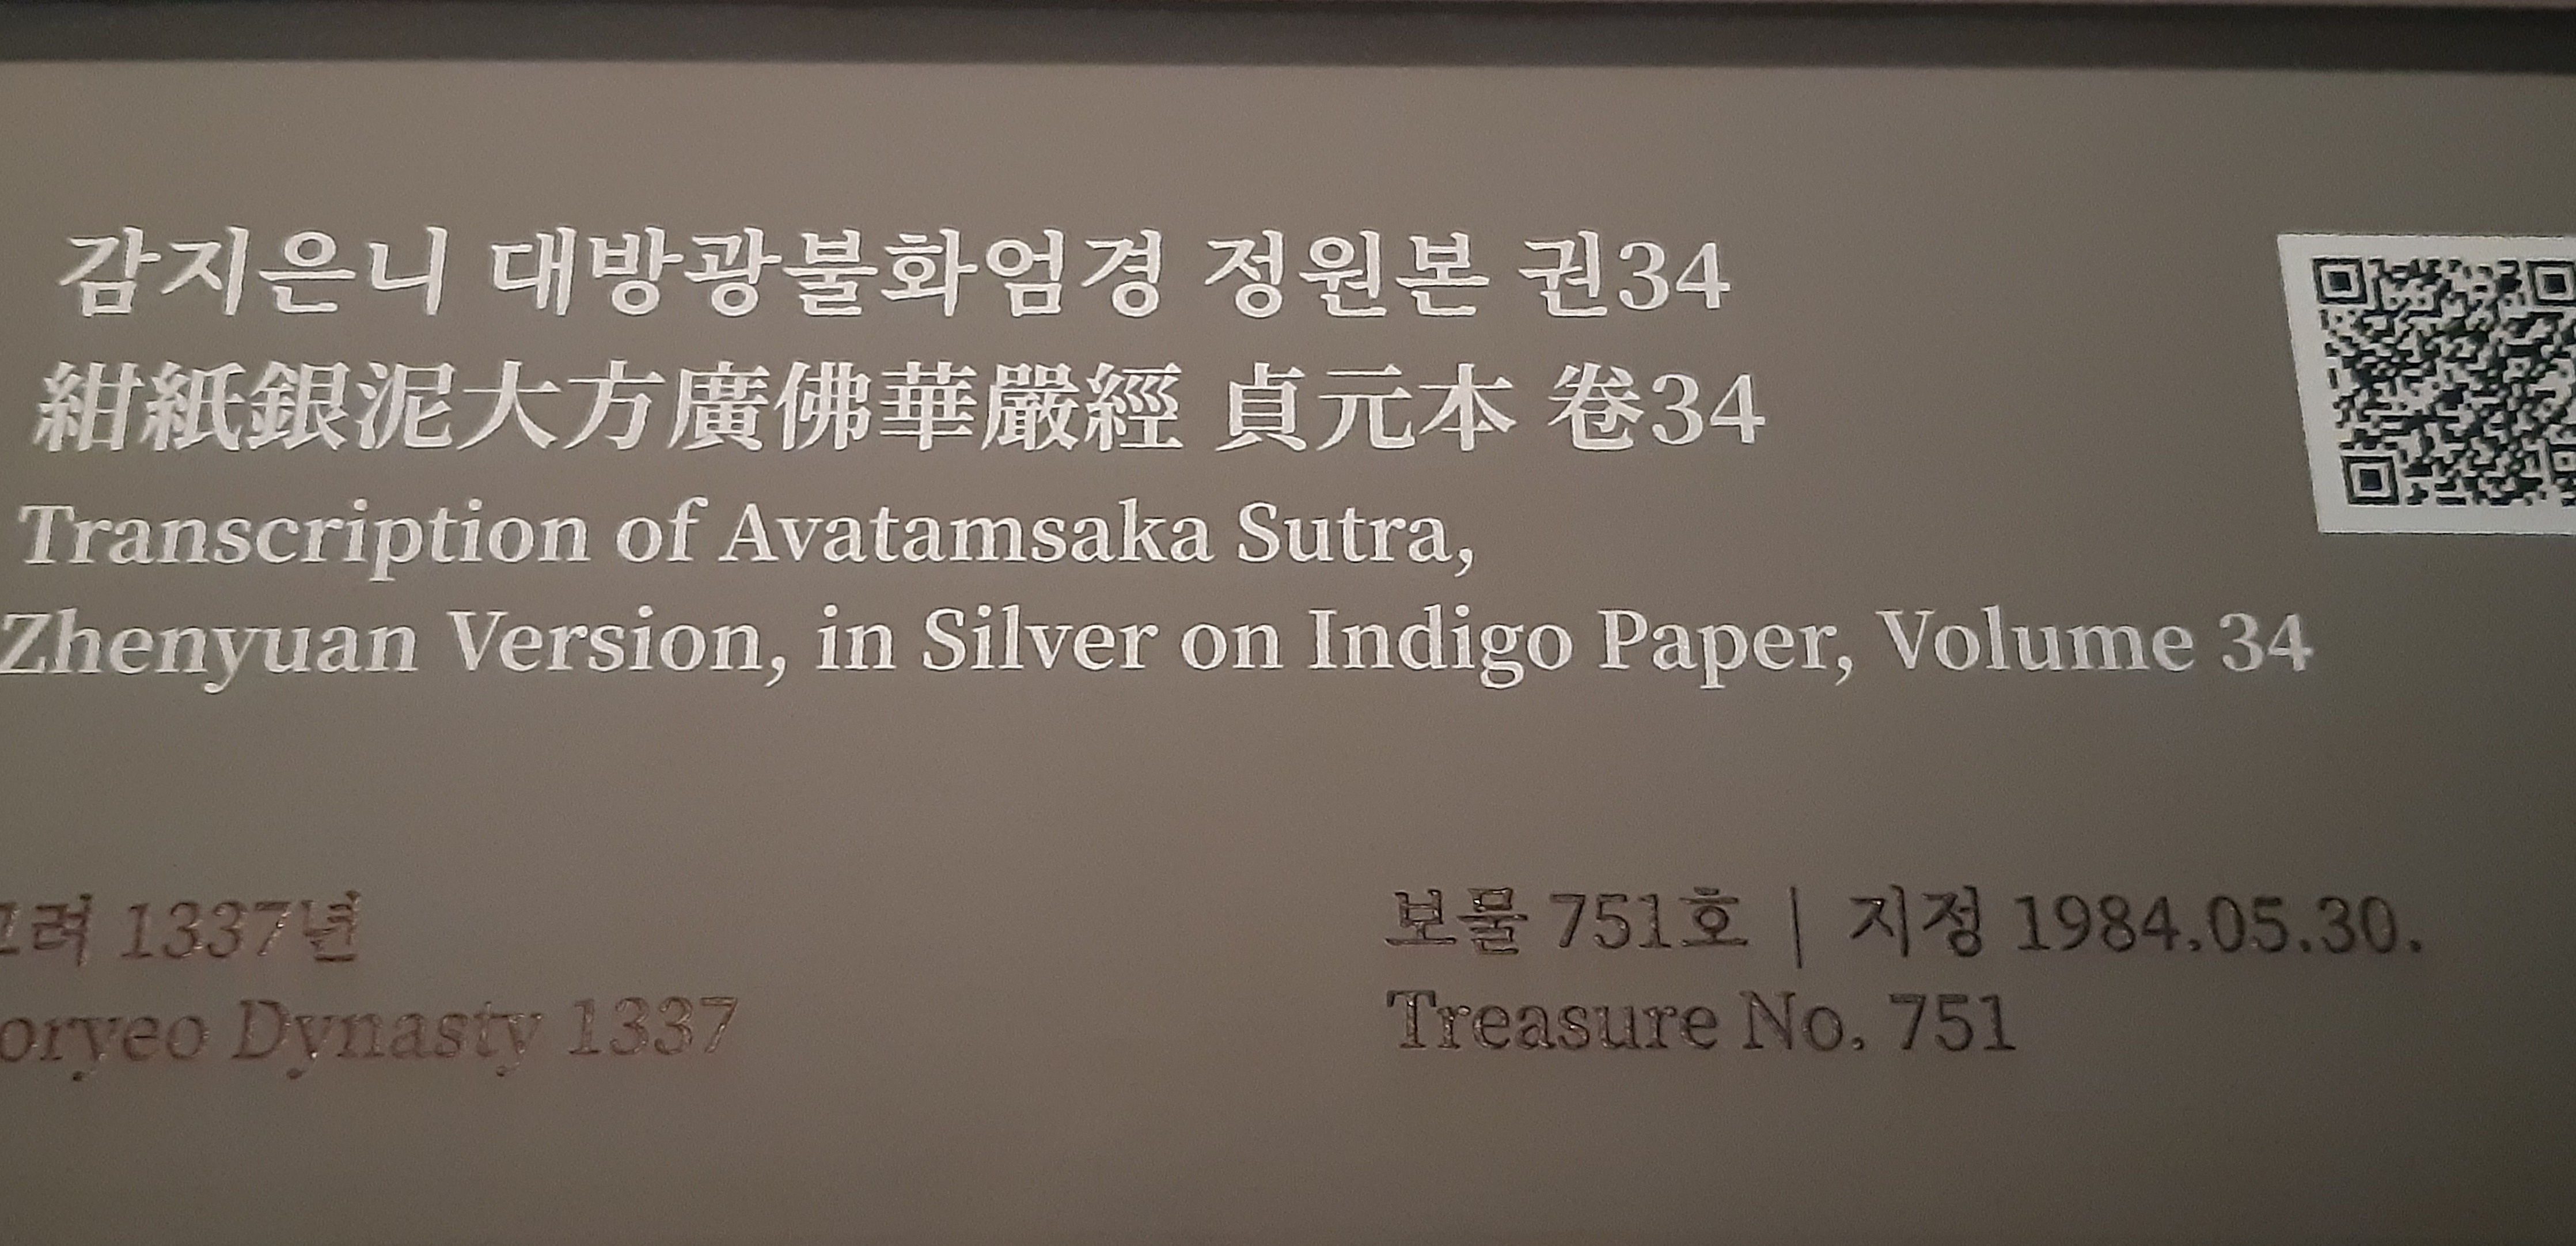 감지은니 대방광불화엄경 정원본 권34
紺紙銀泥大方廣佛華嚴經 貞元本 卷34
Transcription of Avatamsaka Sutra,
Zhenyuan Version, in Silver on Indigo Paper, Volume 34
고려 1337년
oryeo Dynasty 1337
보물 751호 | 지정 1984.05.30.
Treasure No. 751